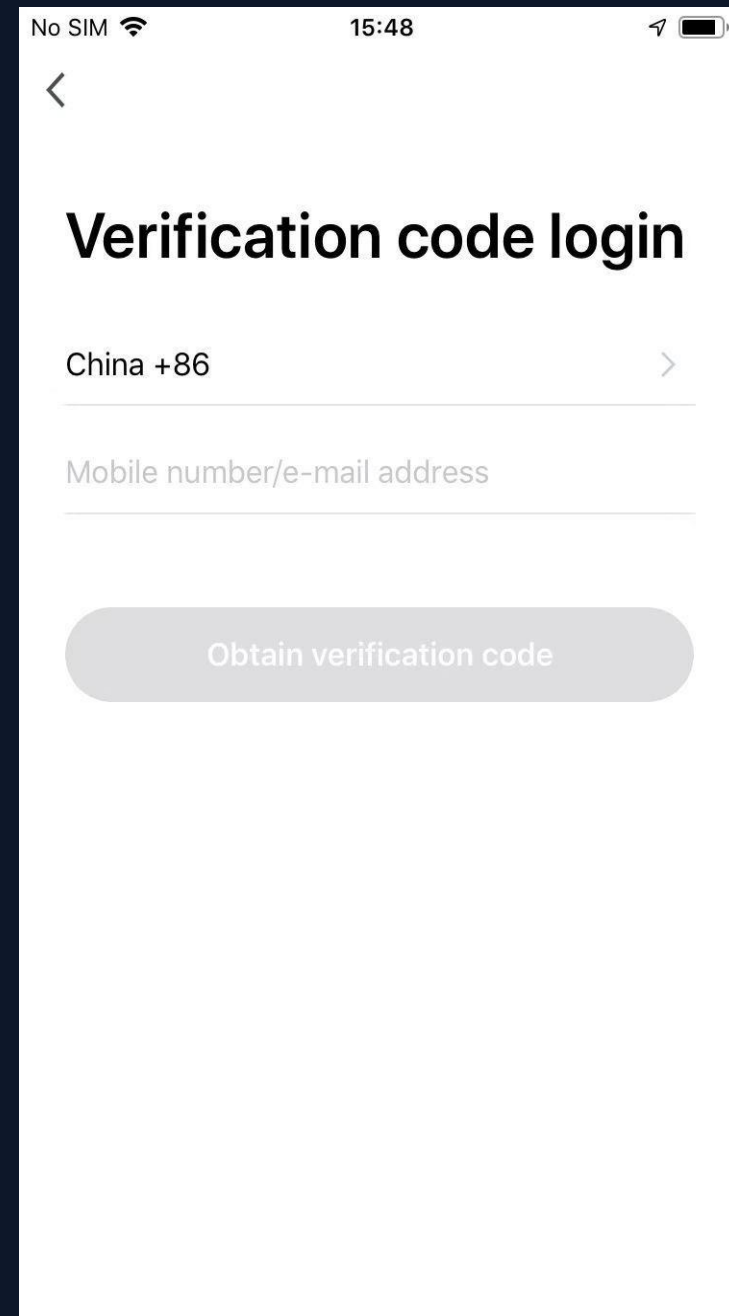 No SIM 15:48
Verification code login
China +86
Mobile number/e-mail address
Obtain verification code